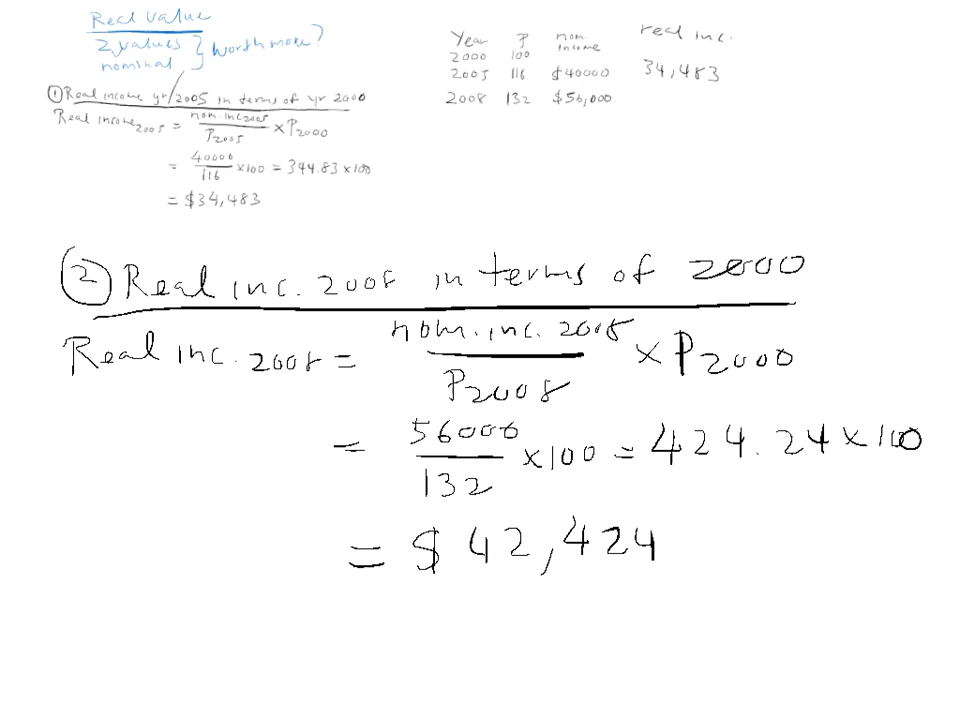 Real value
2 values } worth more?
nominal
Year P nom income real inc.
2000 100
2005 116 $40000 34,483
2008 132 $56,000
① Real income yr/2005 in terms of yr 2000
Real income2005 = nom. inc2005 / P2005 × P2000
= 40000 / 116 × 100 = 344.83 × 100
= $34,483
② Real inc. 2008 in terms of 2000
Real inc. 2008 = nom. inc. 2008 / P2008 × P2000
= 56000 / 132 × 100 = 424.24 × 100
= $42,424